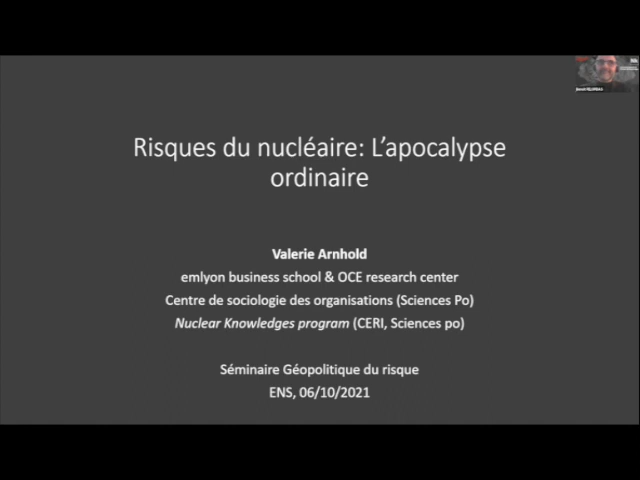 Risques du nucléaire: L'apocalypse
ordinaire
Valerie Arnhold
emlyon business school & OCE research center
Centre de sociologie des organisations (Sciences Po)
Nuclear Knowledges program (CERI, Sciences po)
Séminaire Géopolitique du risque
ENS, 06/10/2021